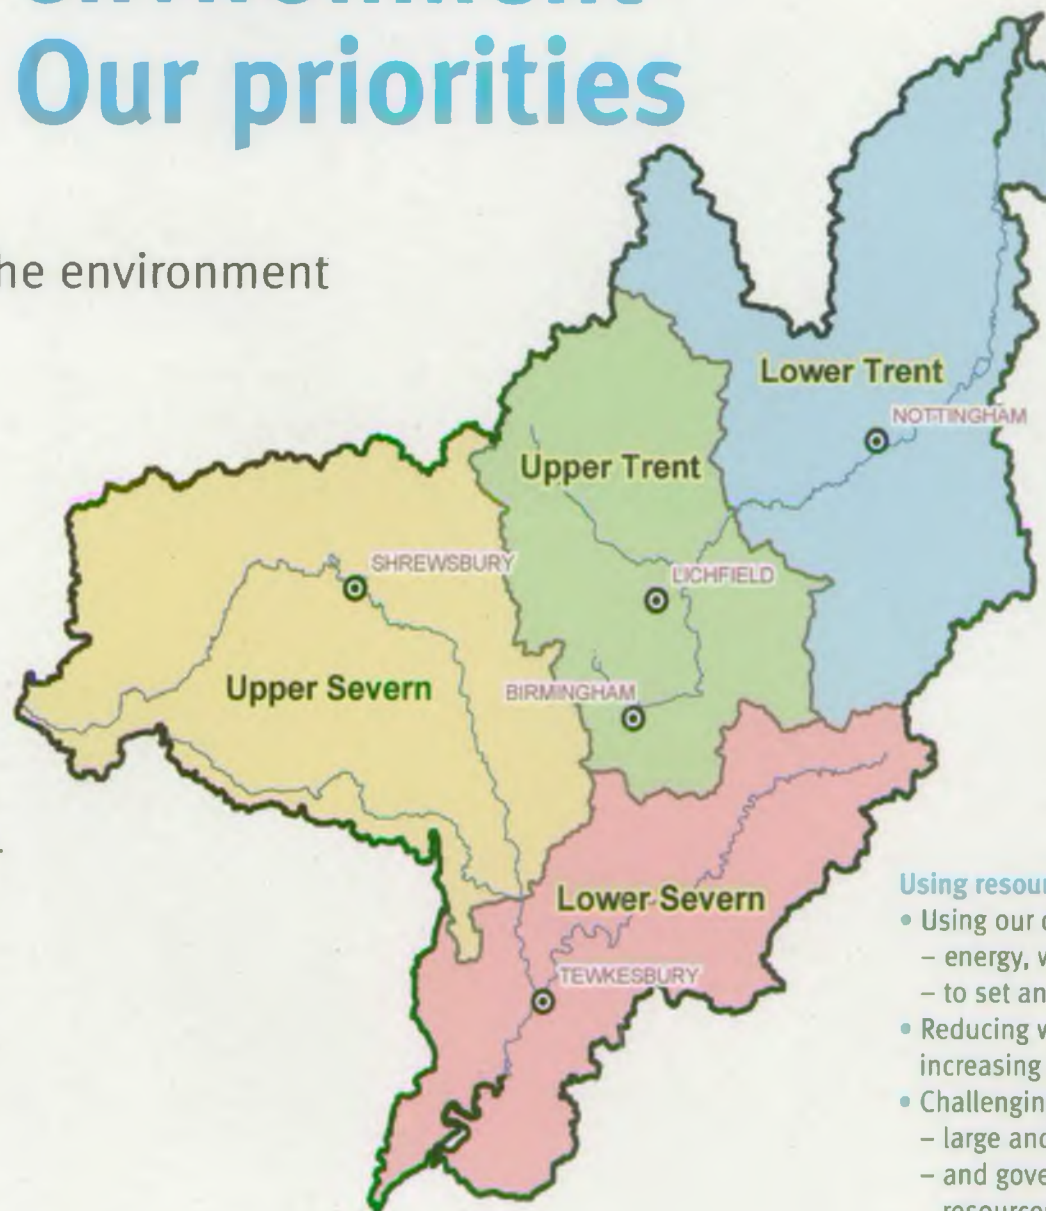 environment
Our priorities
he environment
Lower Trent
NOTTINGHAM
Upper Trent
SHREWSBURY
LICHFIELD
Upper Severn
BIRMINGHAM
Lower Severn
TEWKESBURY
Using resour
• Using our
– energy,
– to set an
• Reducing
increasing
• Challengin
– large and
– and gove